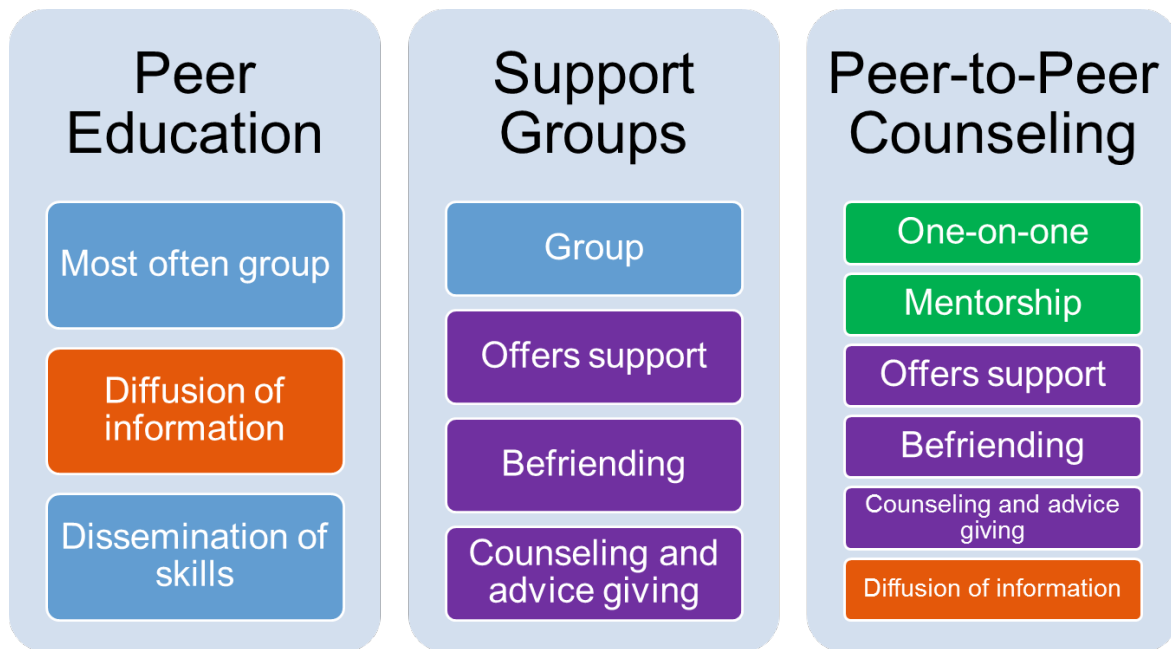 Peer
Education
Most often group
Diffusion of
information
Dissemination of
skills
Support
Groups
Group
Offers support
Befriending
Counseling and
advice giving
Peer-to-Peer
Counseling
One-on-one
Mentorship
Offers support
Befriending
Counseling and advice
giving
Diffusion of information